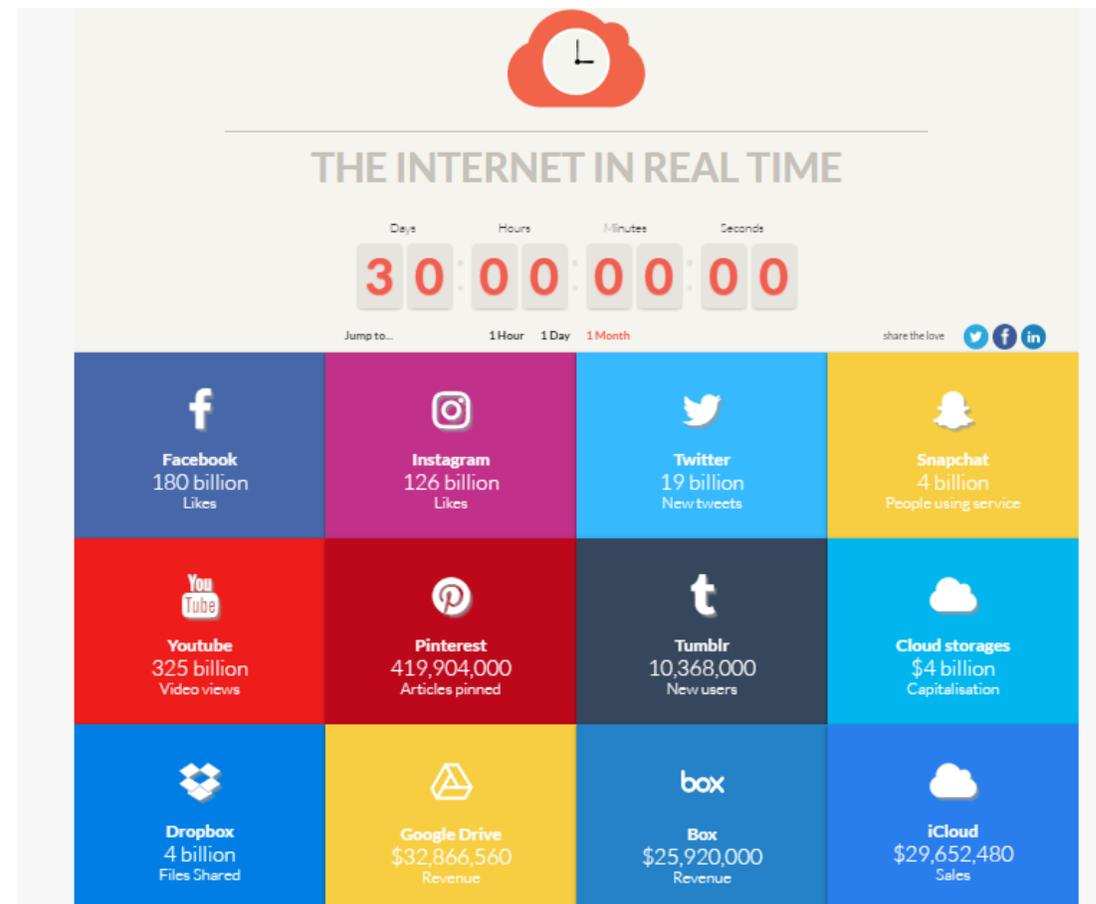 THE INTERNET IN REAL TIME
Days Hours Minutes Seconds
30:00:00:00
Jump to... 1 Hour 1 Day 1 Month share the love
Facebook
180 billion
Likes
Instagram
126 billion
Likes
Twitter
19 billion
New tweets
Snapchat
4 billion
People using service
You
Tube
Youtube
325 billion
Video views
Pinterest
419,904,000
Articles pinned
Tumblr
10,368,000
New users
Cloud storages
$4 billion
Capitalisation
Dropbox
4 billion
Files Shared
Google Drive
$32,866,560
Revenue
box
Box
$25,920,000
Revenue
iCloud
$29,652,480
Sales